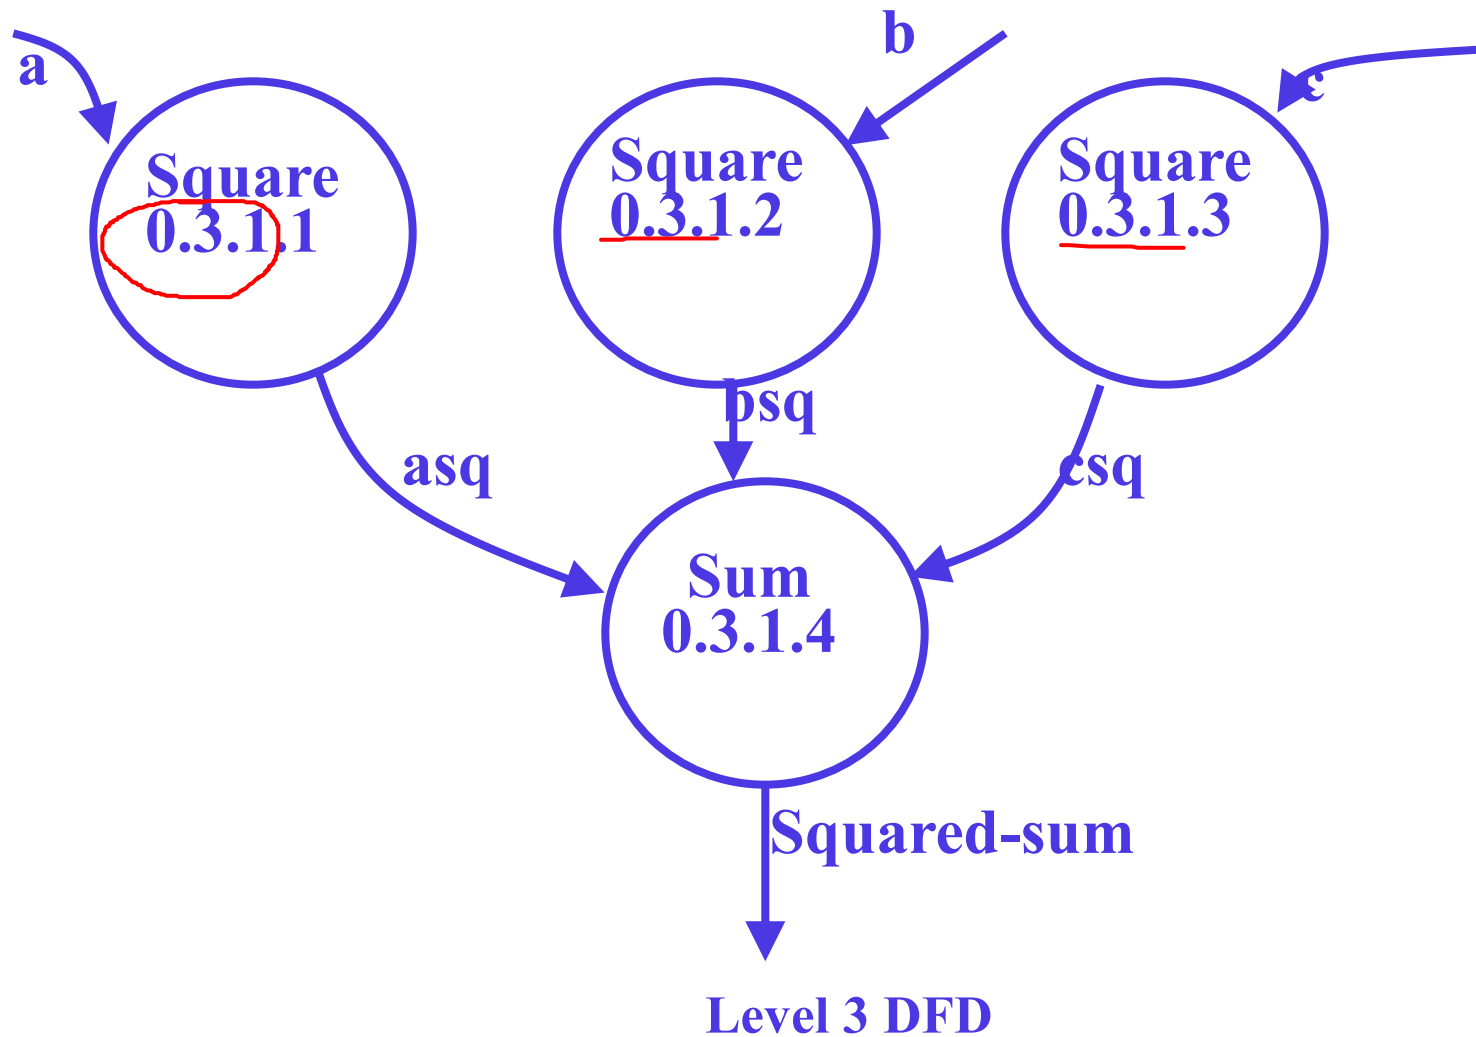 a
b
c
Square
0.3.1.1
Square
0.3.1.2
Square
0.3.1.3
asq
bsq
csq
Sum
0.3.1.4
Squared-sum
Level 3 DFD